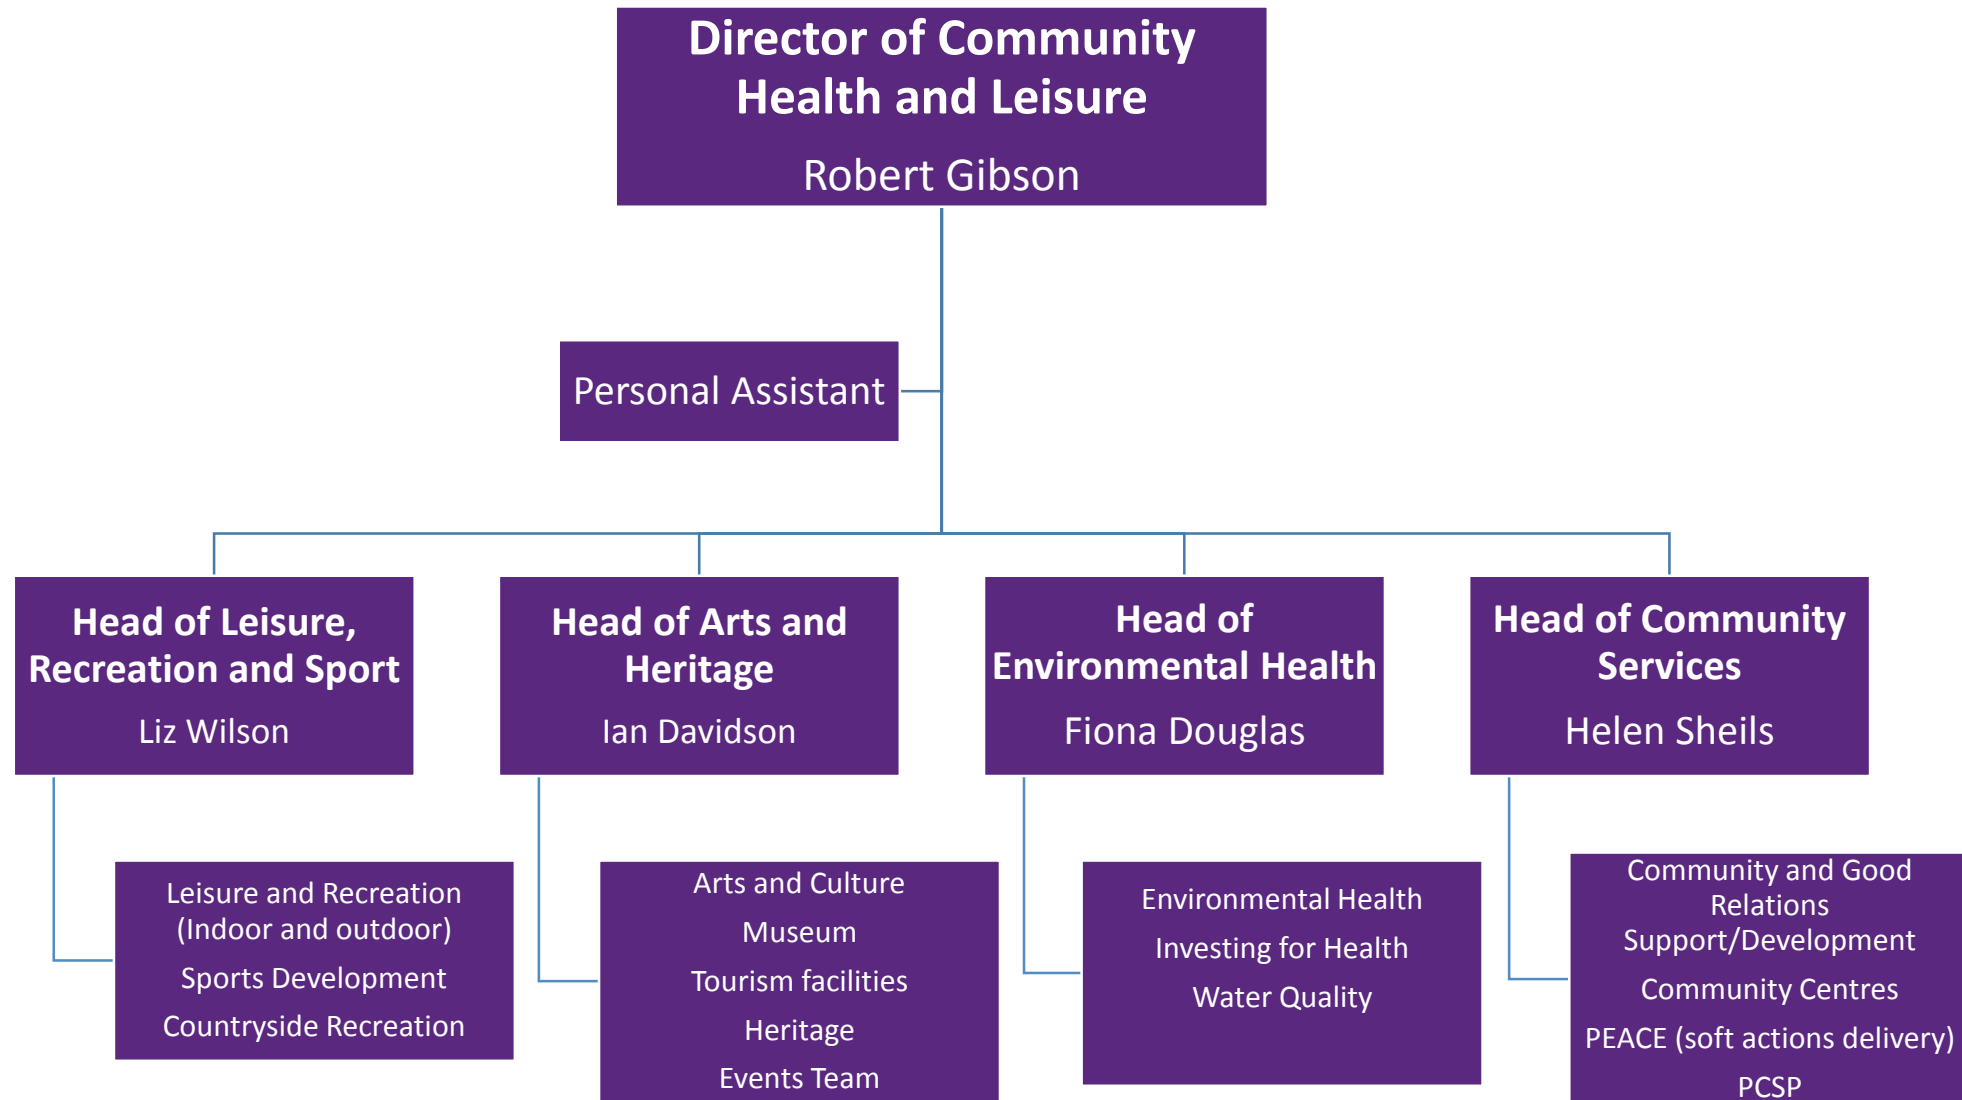 Director of Community
Health and Leisure
Robert Gibson
Personal Assistant
Head of Leisure,
Recreation and Sport
Liz Wilson
Head of Arts and
Heritage
Ian Davidson
Head of
Environmental Health
Fiona Douglas
Head of Community
Services
Helen Sheils
Leisure and Recreation
(Indoor and outdoor)
Sports Development
Countryside Recreation
Arts and Culture
Museum
Tourism facilities
Heritage
Events Team
Environmental Health
Investing for Health
Water Quality
Community and Good
Relations
Support/Development
Community Centres
PEACE (soft actions delivery)
PCSP